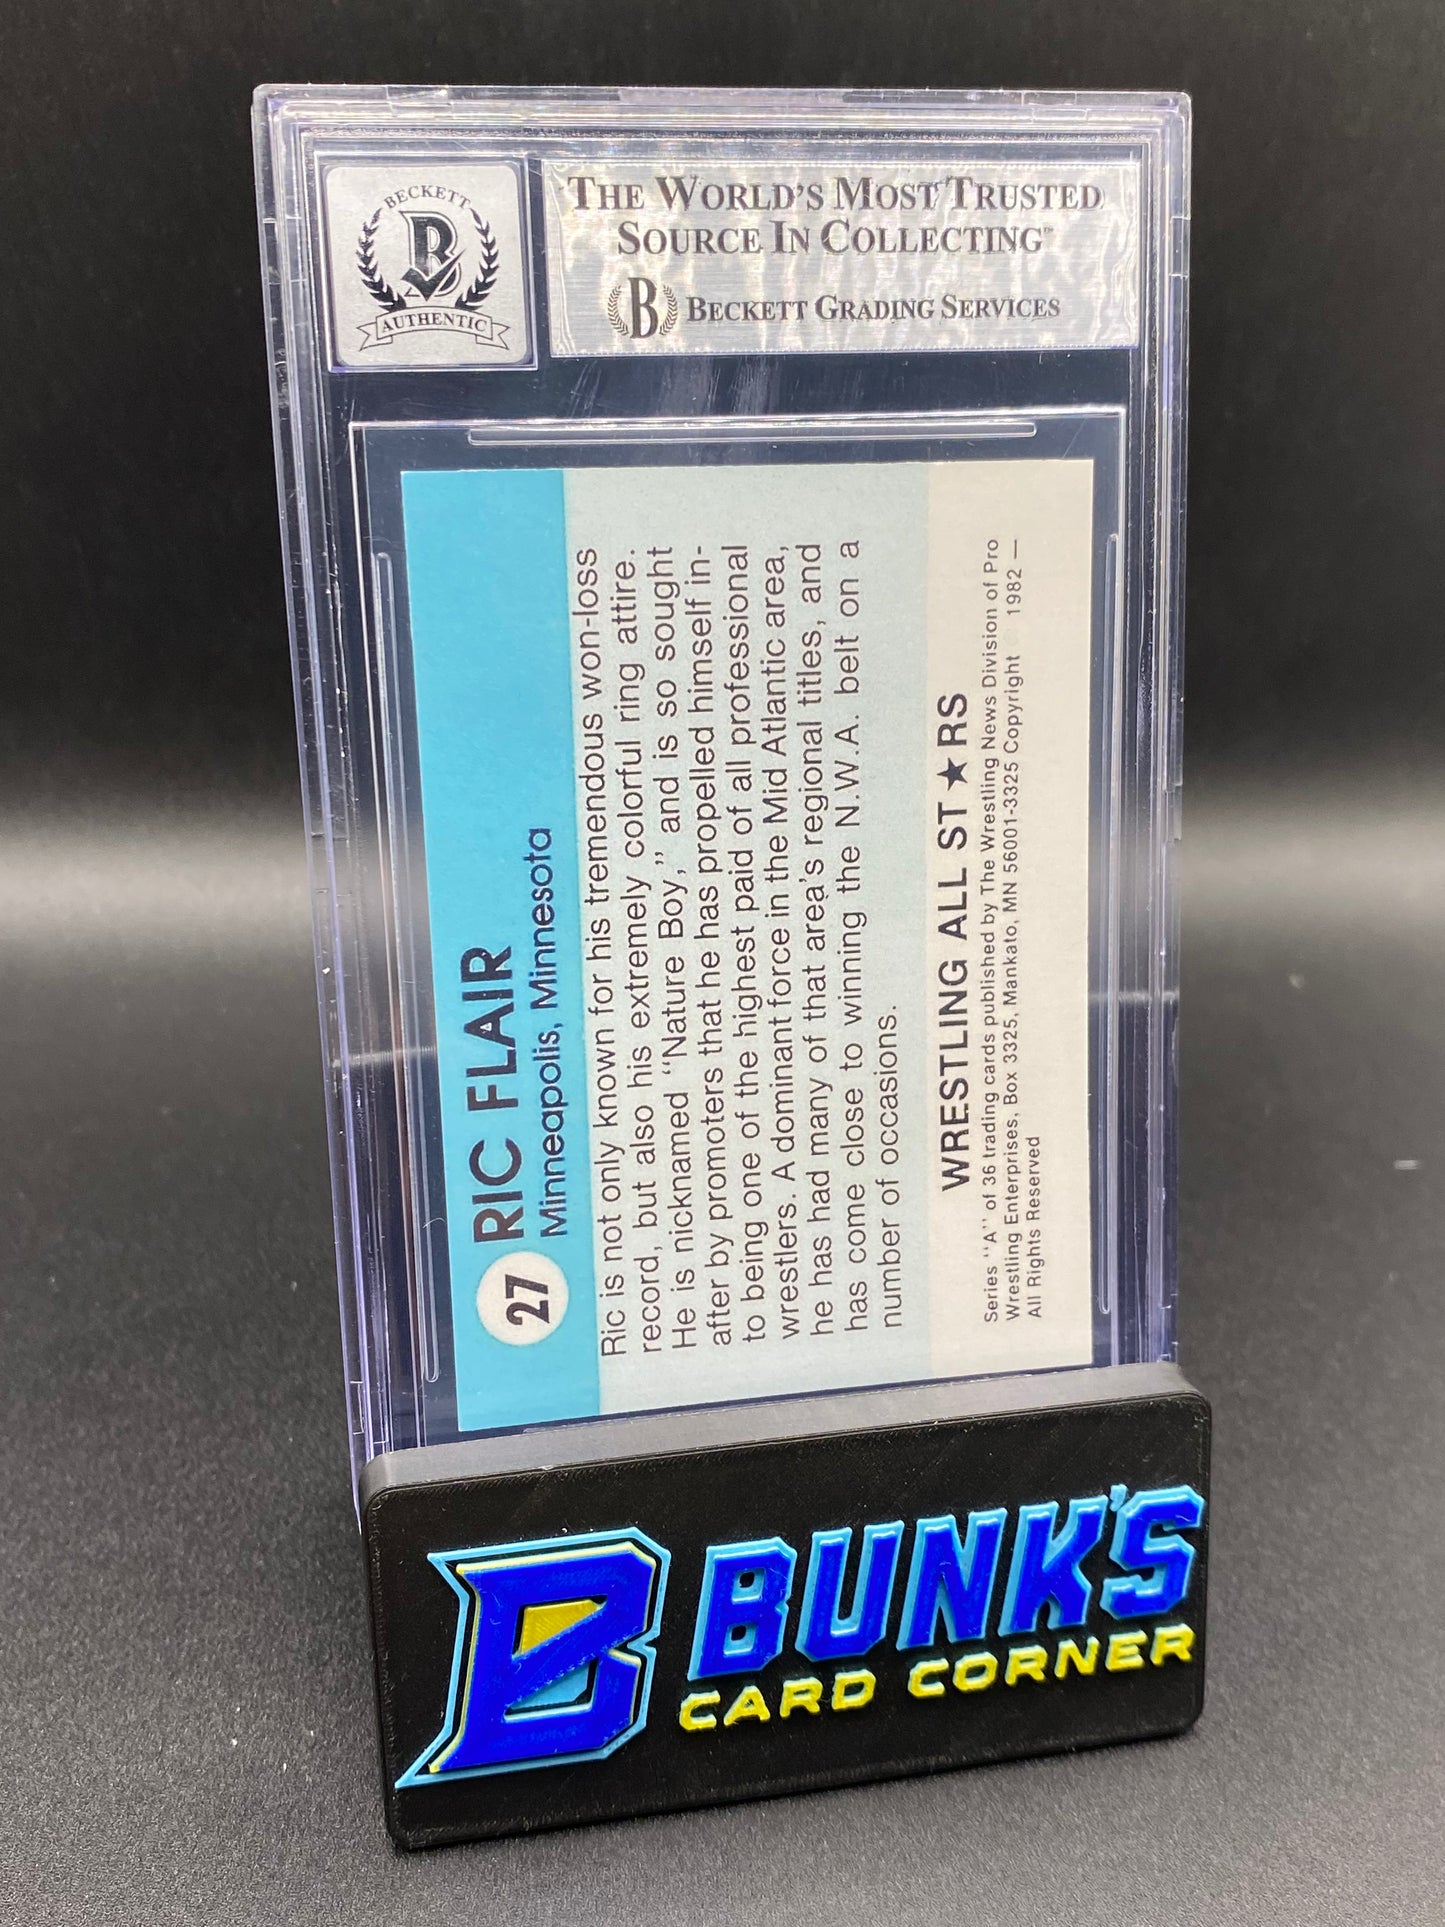 BECKETT
B
AUTHENTIC
THE WORLD'S MOST TRUSTED
SOURCE IN COLLECTING™
B BECKETT GRADING SERVICES
27 RIC FLAIR
Minneapolis, Minnesota
Ric is not only known for his tremendous won-loss
record, but also his extremely colorful ring attire.
He is nicknamed “Nature Boy,” and is so sought
after by promoters that he has propelled himself in-
to being one of the highest paid of all professional
wrestlers. A dominant force in the Mid Atlantic area,
he has had many of that area's regional titles, and
has come close to winning the N.W.A. belt on a
number of occasions.
WRESTLING ALL ST★RS
Series “A” of 36 trading cards published by The Wrestling News Division of Pro
Wrestling Enterprises, Box 3325, Mankato, MN 56001-3325 Copyright 1982 —
All Rights Reserved
B BUNK'S
CARD CORNER